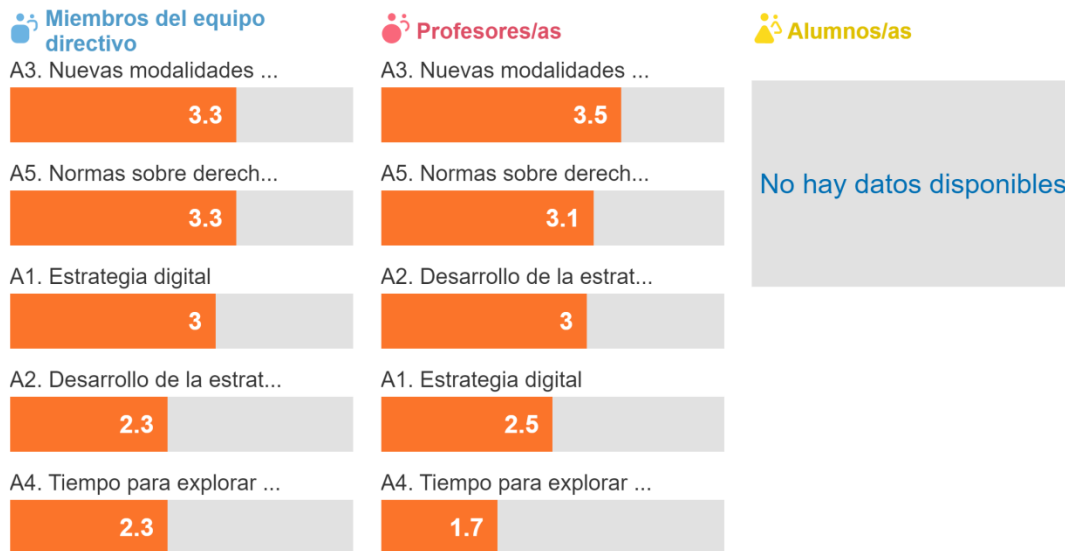 Miembros del equipo
directivo
A3. Nuevas modalidades ...
3.3
A5. Normas sobre derech...
3.3
A1. Estrategia digital
3
A2. Desarrollo de la estrat...
2.3
A4. Tiempo para explorar ...
2.3
Profesores/as
A3. Nuevas modalidades ...
3.5
A5. Normas sobre derech...
3.1
A2. Desarrollo de la estrat...
3
A1. Estrategia digital
2.5
A4. Tiempo para explorar ...
1.7
Alumnos/as
No hay datos disponibles